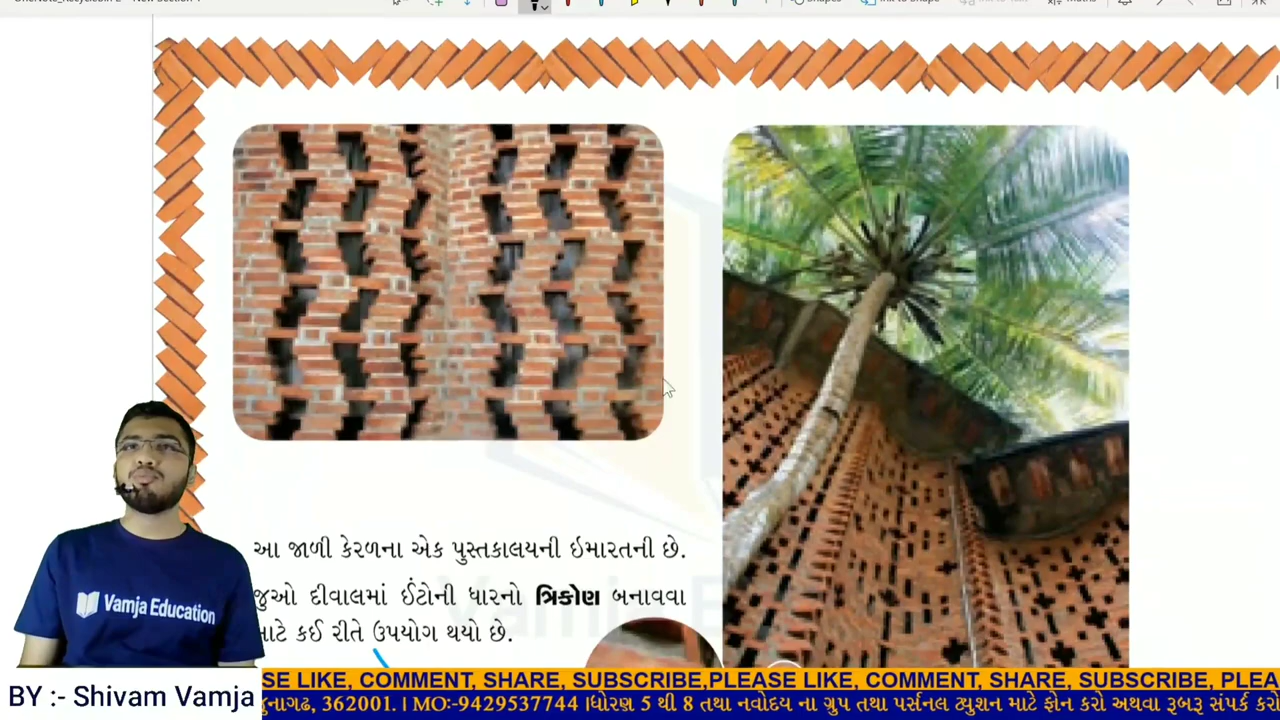 આ જાળી કેરળના એક પુસ્તકાલયની ઇમારતની છે.
જુઓ દીવાલમાં ઈંટોની ધારનો ત્રિકોણ બનાવવા
માટે કઈ રીતે ઉપયોગ થયો છે.
Vamja Education
BY :- Shivam Vamja
SE LIKE, COMMENT, SHARE, SUBSCRIBE,PLEASE LIKE, COMMENT, SHARE, SUBSCRIBE, PLEA
જુનાગઢ, 362001. | MO:-9429537744 |ધોરણ 5 થી 8 તથા નવોદય ના ગ્રુપ તથા પર્સનલ ટ્યુશન માટે ફોન કરો અથવા રૂબરૂ સંપર્ક કરો